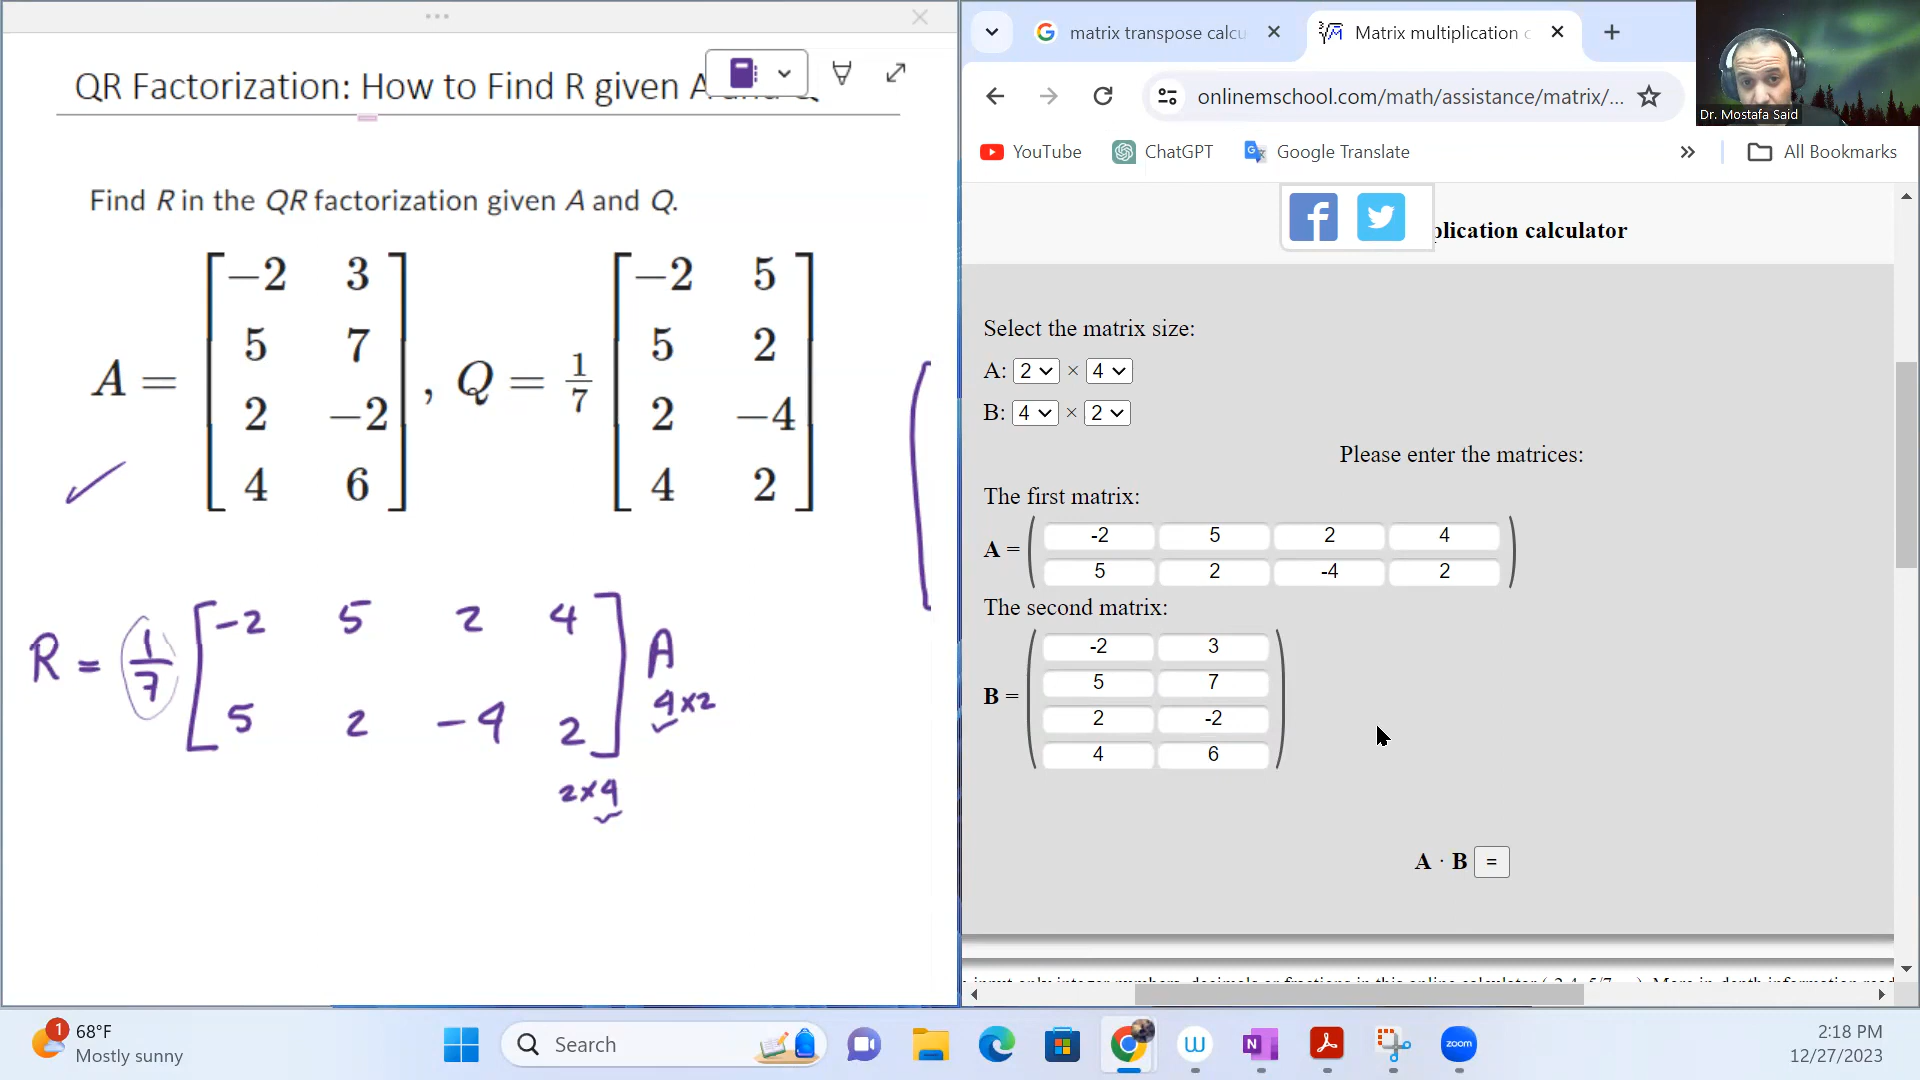 QR Factorization: How to Find R given A and Q
Find R in the QR factorization given A and Q.
A = [ −2 3
5 7
2 −2
4 6 ] , Q = 1/7 [ −2 5
5 2
2 −4
4 2 ]
R = 1/7 [ -2 5 2 4
5 2 -4 2 ] A
4x2
2x4
matrix transpose calcu
Matrix multiplication c
onlinemschool.com/math/assistance/matrix/...
Dr. Mostafa Said
YouTube ChatGPT Google Translate » All Bookmarks
plication calculator
Select the matrix size:
A: 2 × 4
B: 4 × 2
Please enter the matrices:
The first matrix:
A = ( -2 5 2 4
5 2 -4 2 )
The second matrix:
B = ( -2 3
5 7
2 -2
4 6 )
A · B =
1
68°F
Mostly sunny
Search
zoom
2:18 PM
12/27/2023